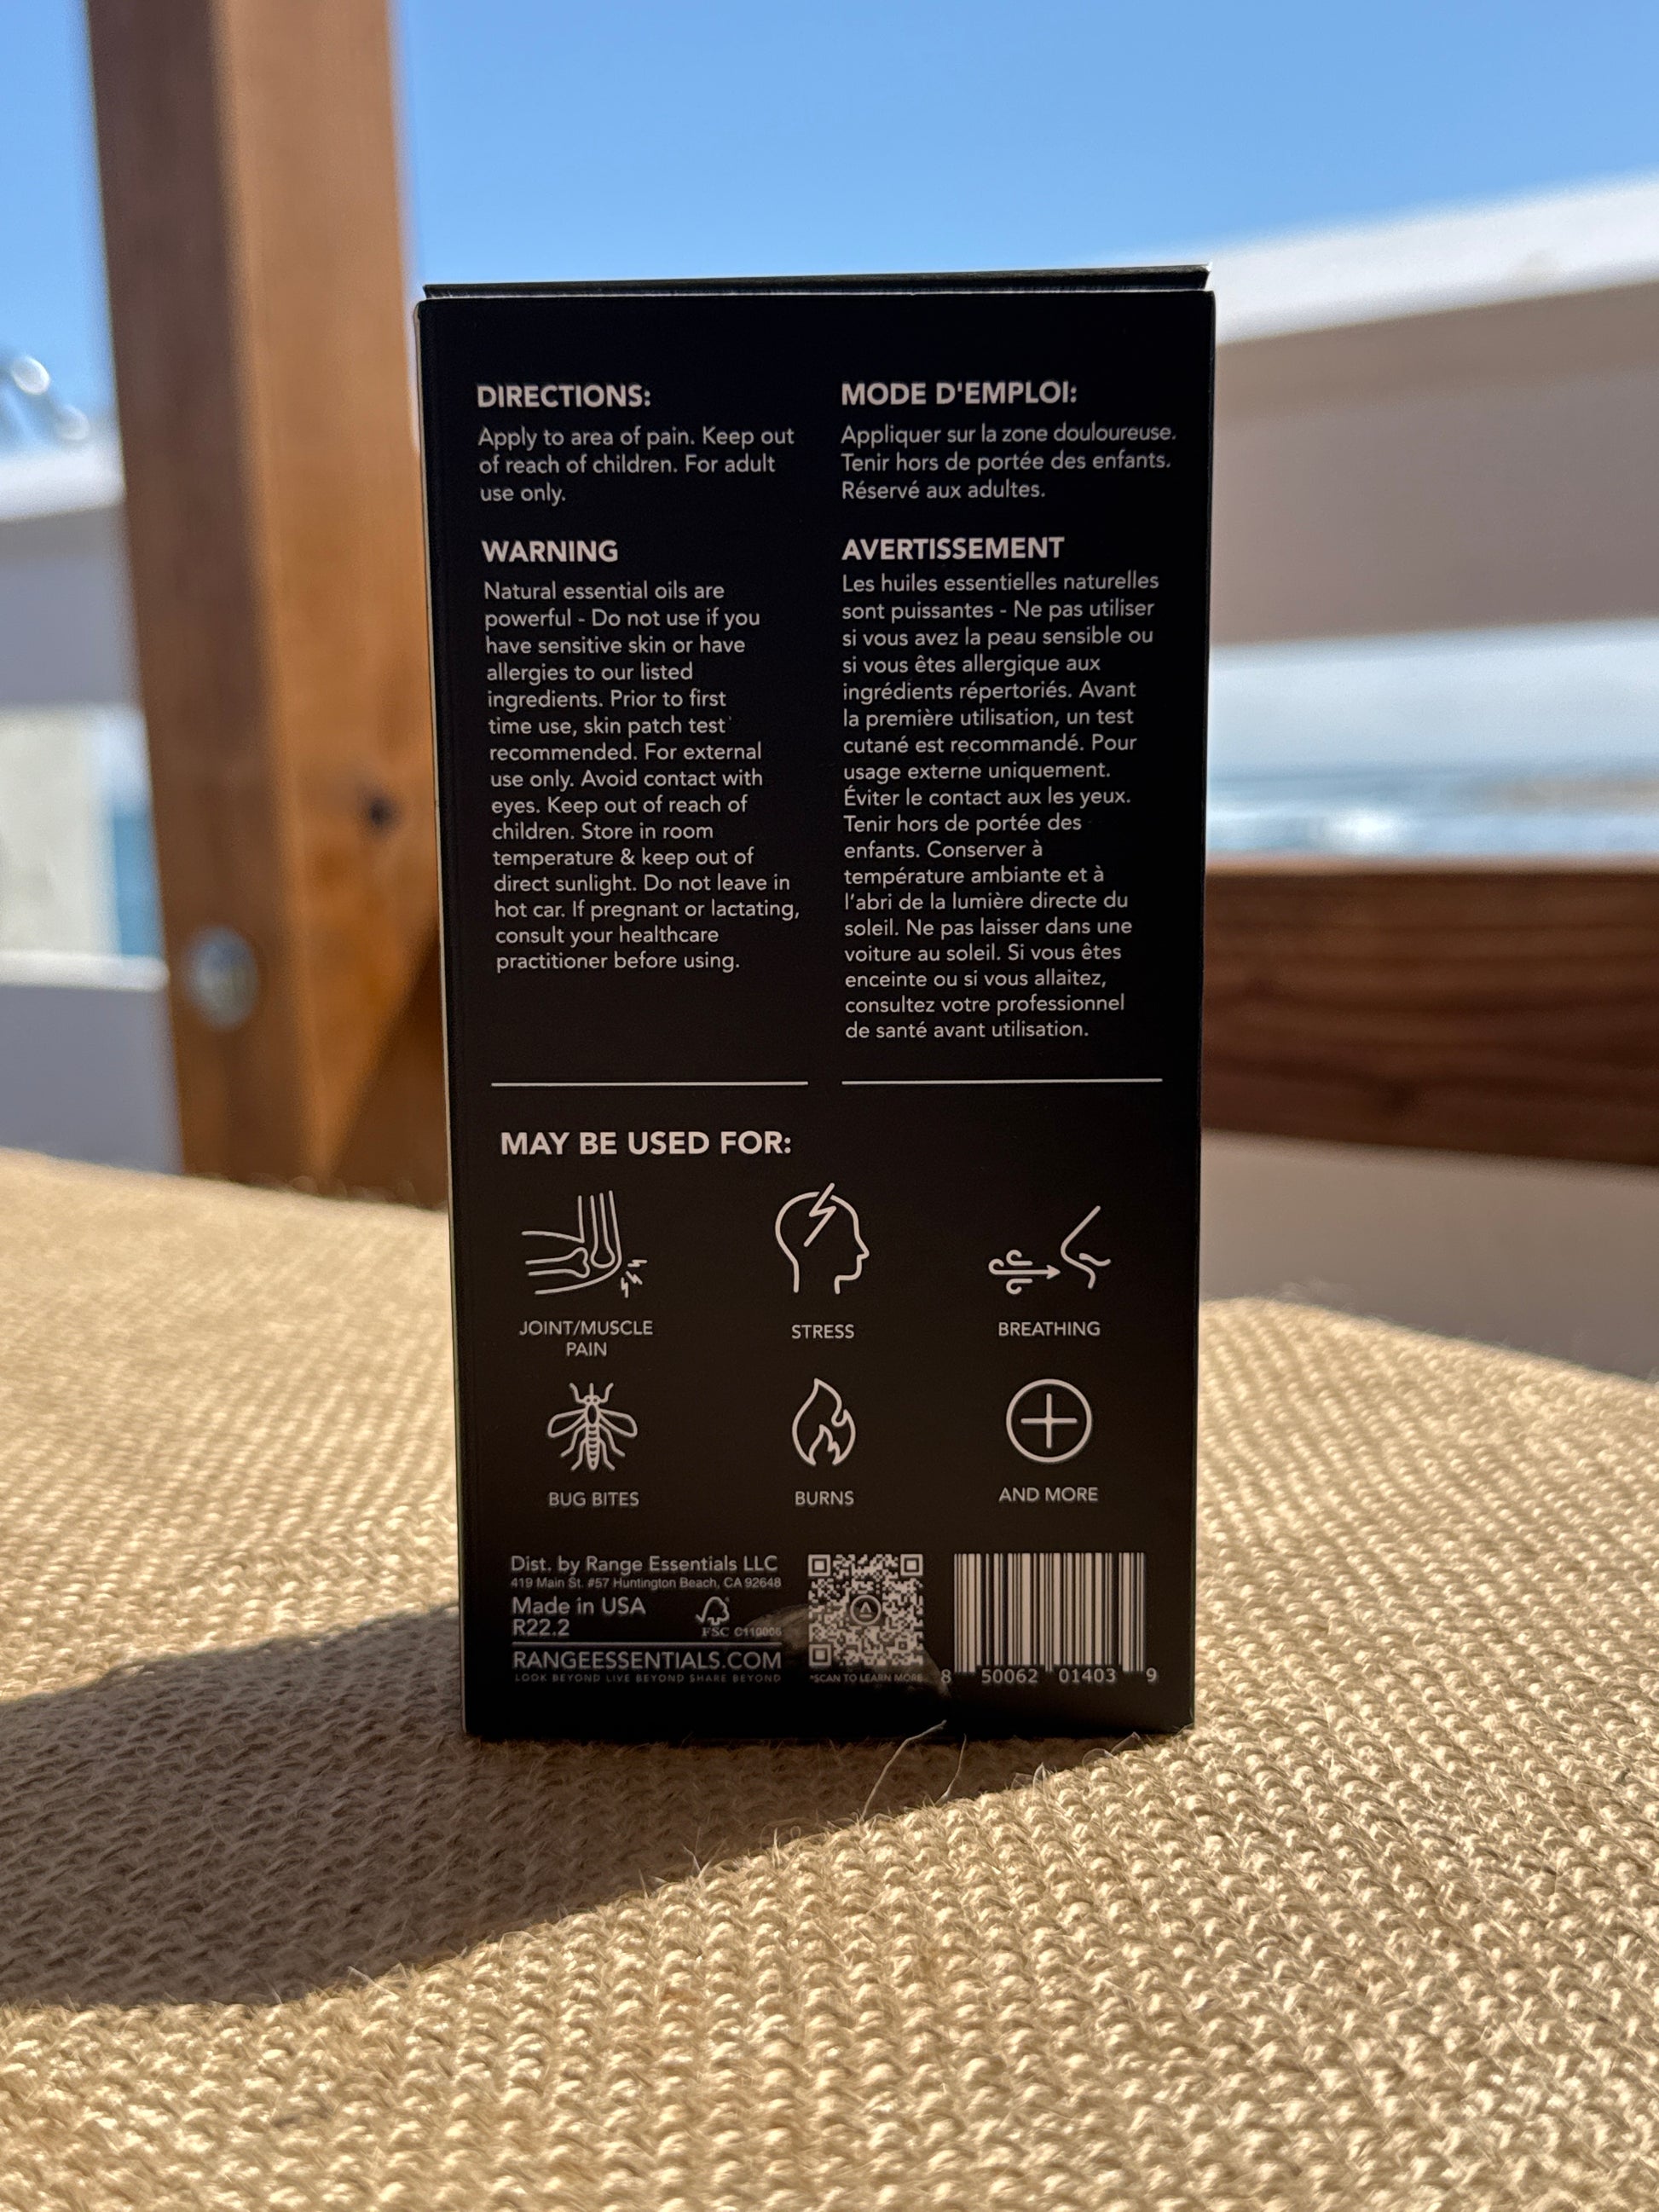 DIRECTIONS:
Apply to area of pain. Keep out
of reach of children. For adult
use only.
WARNING
Natural essential oils are
powerful - Do not use if you
have sensitive skin or have
allergies to our listed
ingredients. Prior to first
time use, skin patch test
recommended. For external
use only. Avoid contact with
eyes. Keep out of reach of
children. Store in room
temperature & keep out of
direct sunlight. Do not leave in
hot car. If pregnant or lactating,
consult your healthcare
practitioner before using.
MODE D'EMPLOI:
Appliquer sur la zone douloureuse.
Tenir hors de portée des enfants.
Réservé aux adultes.
AVERTISSEMENT
Les huiles essentielles naturelles
sont puissantes - Ne pas utiliser
si vous avez la peau sensible ou
si vous êtes allergique aux
ingrédients répertoriés. Avant
la première utilisation, un test
cutané est recommandé. Pour
usage externe uniquement.
Éviter le contact aux les yeux.
Tenir hors de portée des
enfants. Conserver à
température ambiante et à
l'abri de la lumière directe du
soleil. Ne pas laisser dans une
voiture au soleil. Si vous êtes
enceinte ou si vous allaitez,
consultez votre professionnel
de santé avant utilisation.
MAY BE USED FOR:
JOINT/MUSCLE
PAIN
STRESS
BREATHING
BUG BITES
BURNS
AND MORE
Dist. by Range Essentials LLC
419 Main St. #57 Huntington Beach, CA 92648
Made in USA
R22.2
FSC C110006
RANGEESSENTIALS.COM
LOOK BEYOND LIVE BEYOND SHARE BEYOND
*SCAN TO LEARN MORE
8 50062 01403 9